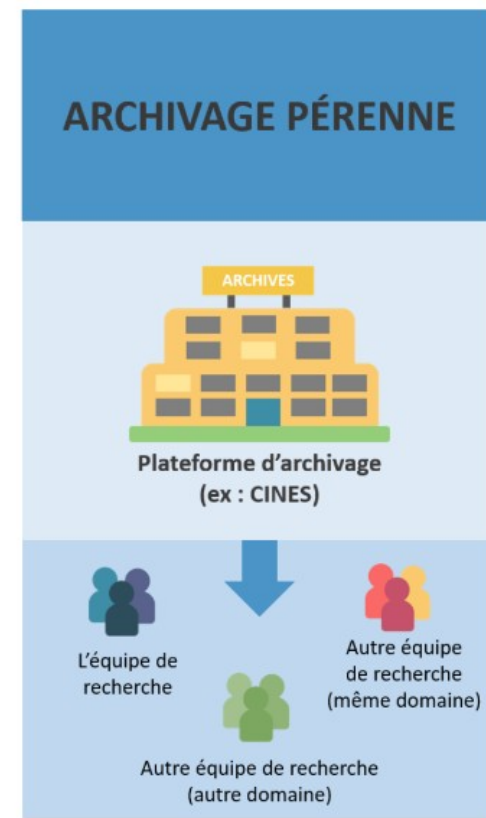 ARCHIVAGE PÉRENNE
ARCHIVES
Plateforme d’archivage
(ex : CINES)
L’équipe de
recherche
Autre équipe
de recherche
(même domaine)
Autre équipe de recherche
(autre domaine)